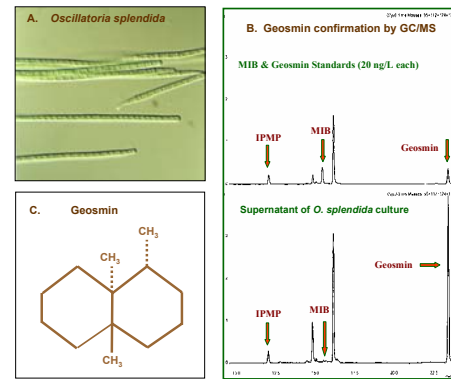 A. Oscillatoria splendida
B. Geosmin confirmation by GC/MS
MIB & Geosmin Standards (20 ng/L each)
IPMP
MIB
Geosmin
C. Geosmin
CH3
CH3
CH3
Supernatant of O. splendida culture
Geosmin
IPMP
MIB